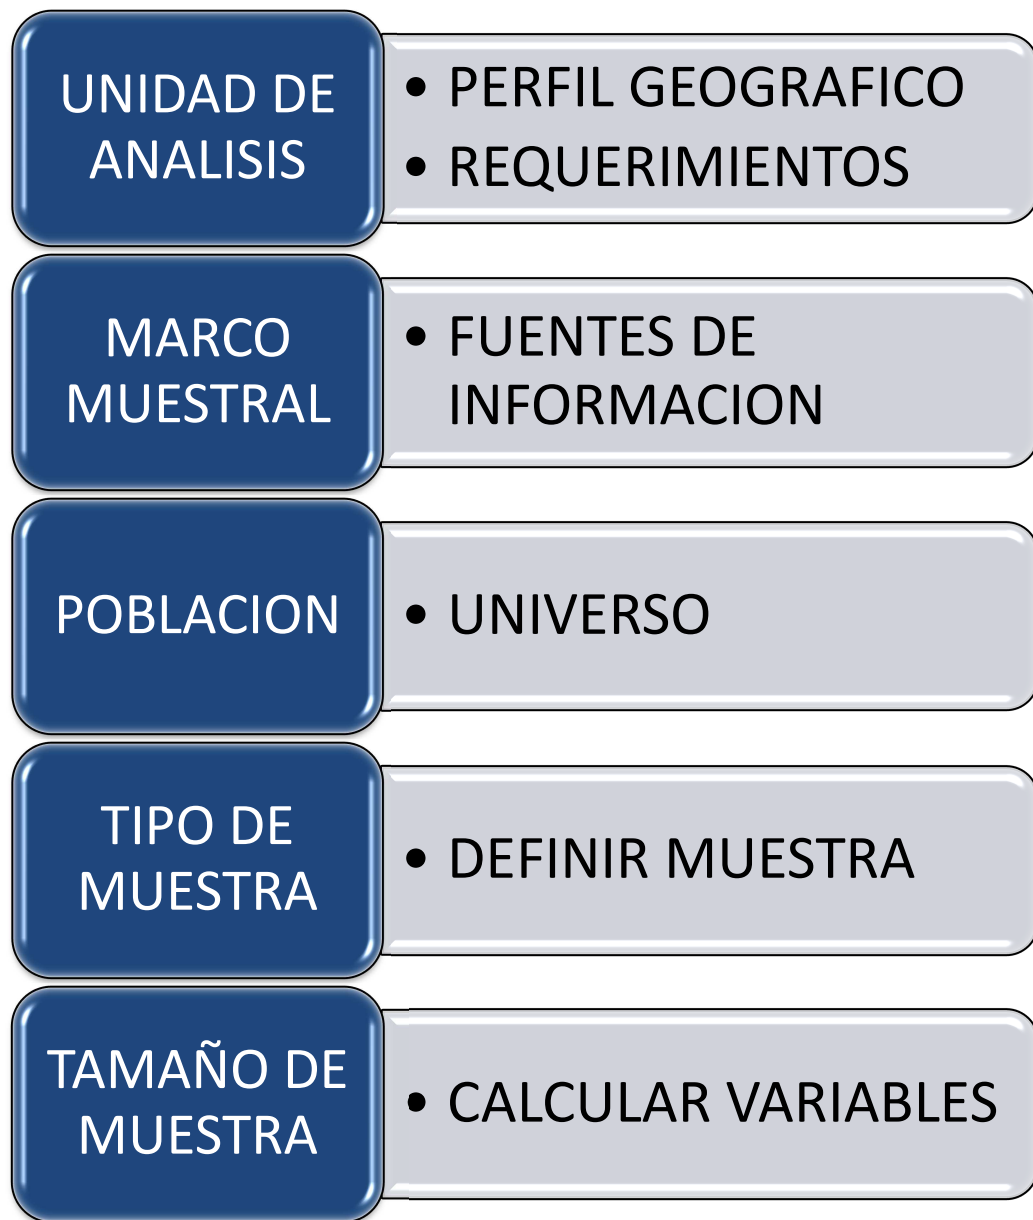 UNIDAD DE
ANALISIS
• PERFIL GEOGRAFICO
• REQUERIMIENTOS
MARCO
MUESTRAL
• FUENTES DE
INFORMACION
POBLACION
• UNIVERSO
TIPO DE
MUESTRA
• DEFINIR MUESTRA
TAMAÑO DE
MUESTRA
• CALCULAR VARIABLES